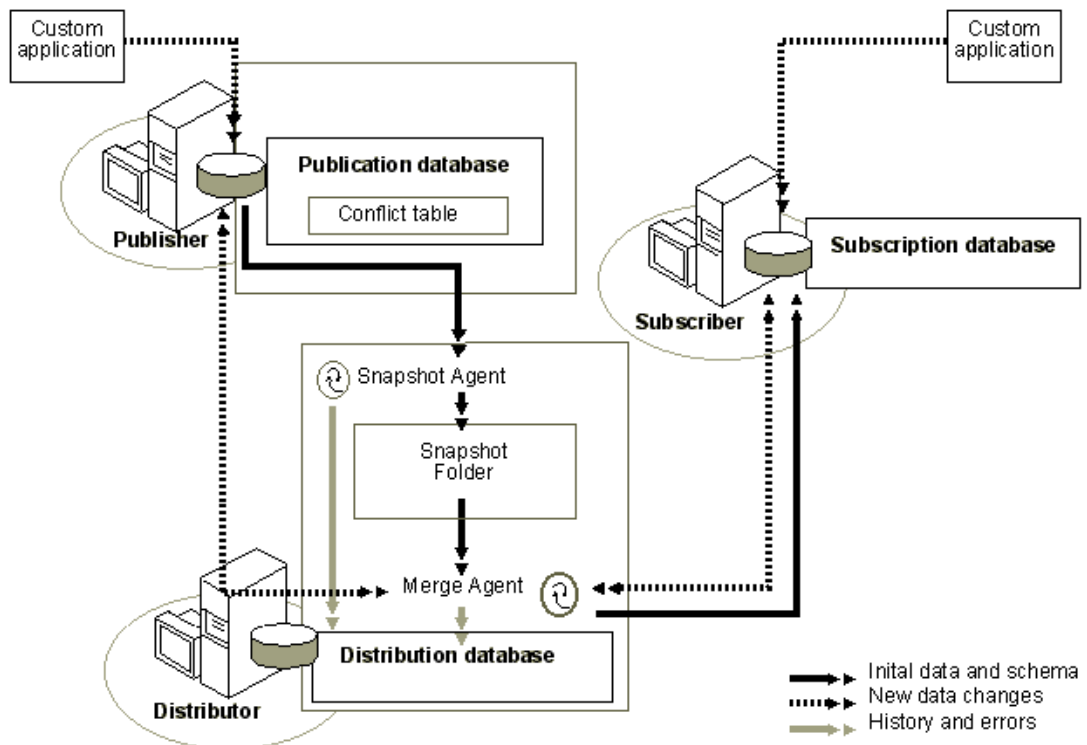 Custom
application
Custom
application
Publication database
Conflict table
Publisher
Subscription database
Subscriber
Snapshot Agent
Snapshot
Folder
Merge Agent
Distribution database
Distributor
Inital data and schema
New data changes
History and errors